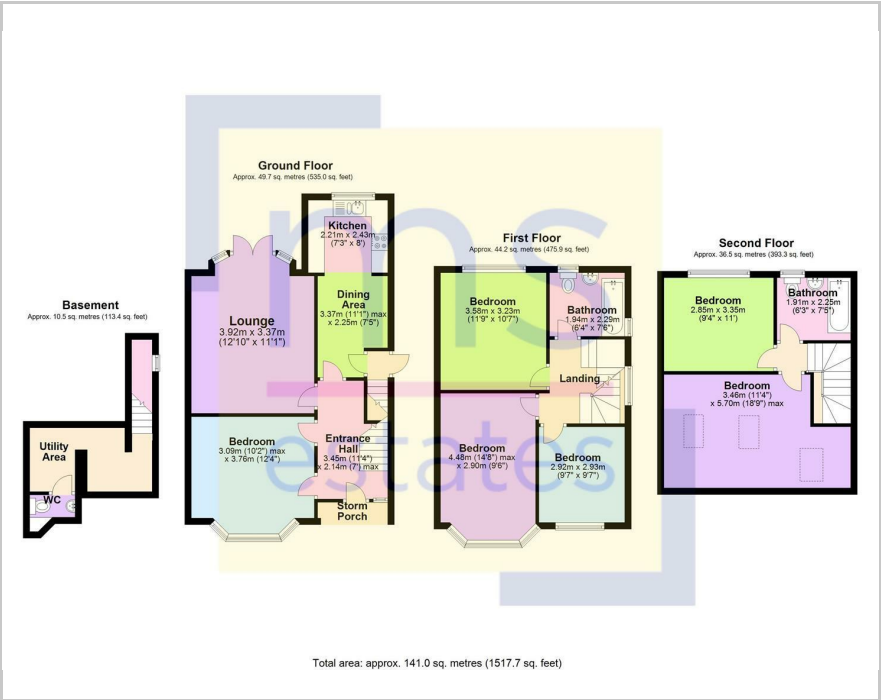 Basement
Approx. 10.5 sq. metres (113.4 sq. feet)
Utility
Area
WC
Ground Floor
Approx. 49.7 sq. metres (535.0 sq. feet)
Kitchen
2.21m x 2.43m
(7'3" x 8')
Dining
Area
3.37m (11'1") max
x 2.25m (7'5")
Lounge
3.92m x 3.37m
(12'10" x 11'1")
Bedroom
3.09m (10'2") max
x 3.76m (12'4")
Entrance
Hall
3.45m (11'4")
x 2.14m (7') max
Storm
Porch
First Floor
Approx. 44.2 sq. metres (475.9 sq. feet)
Bedroom
3.58m x 3.23m
(11'9" x 10'7")
Bathroom
1.94m x 2.29m
(6'4" x 7'6")
Landing
Bedroom
4.48m (14'8") max
x 2.90m (9'6")
Bedroom
2.92m x 2.93m
(9'7" x 9'7")
Second Floor
Approx. 36.5 sq. metres (393.3 sq. feet)
Bedroom
2.85m x 3.35m
(9'4" x 11')
Bathroom
1.91m x 2.25m
(6'3" x 7'5")
Bedroom
3.46m (11'4")
x 5.70m (18'9") max
ms
estates
Total area: approx. 141.0 sq. metres (1517.7 sq. feet)